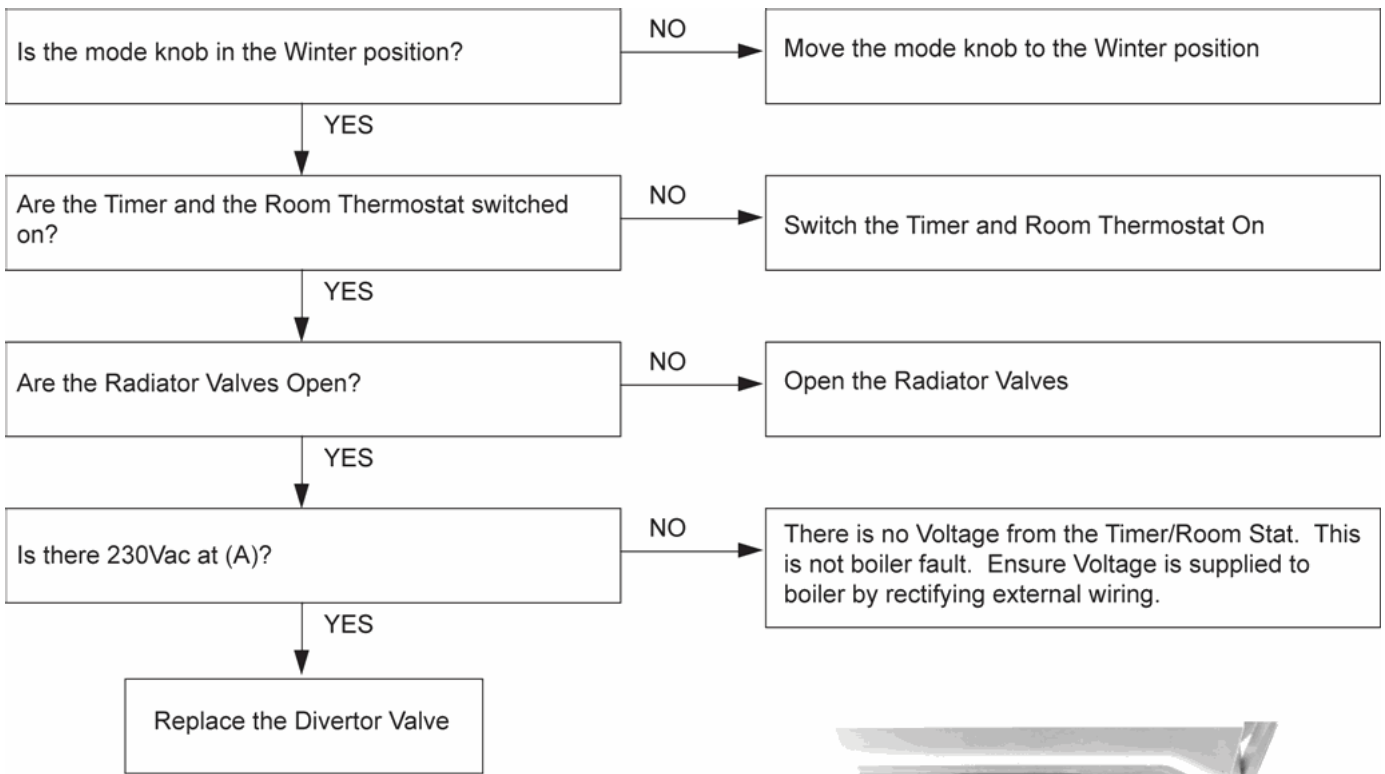 Is the mode knob in the Winter position?
NO
Move the mode knob to the Winter position
YES
Are the Timer and the Room Thermostat switched
on?
NO
Switch the Timer and Room Thermostat On
YES
Are the Radiator Valves Open?
NO
Open the Radiator Valves
YES
Is there 230Vac at (A)?
NO
There is no Voltage from the Timer/Room Stat.  This
is not boiler fault.  Ensure Voltage is supplied to
boiler by rectifying external wiring.
YES
Replace the Divertor Valve